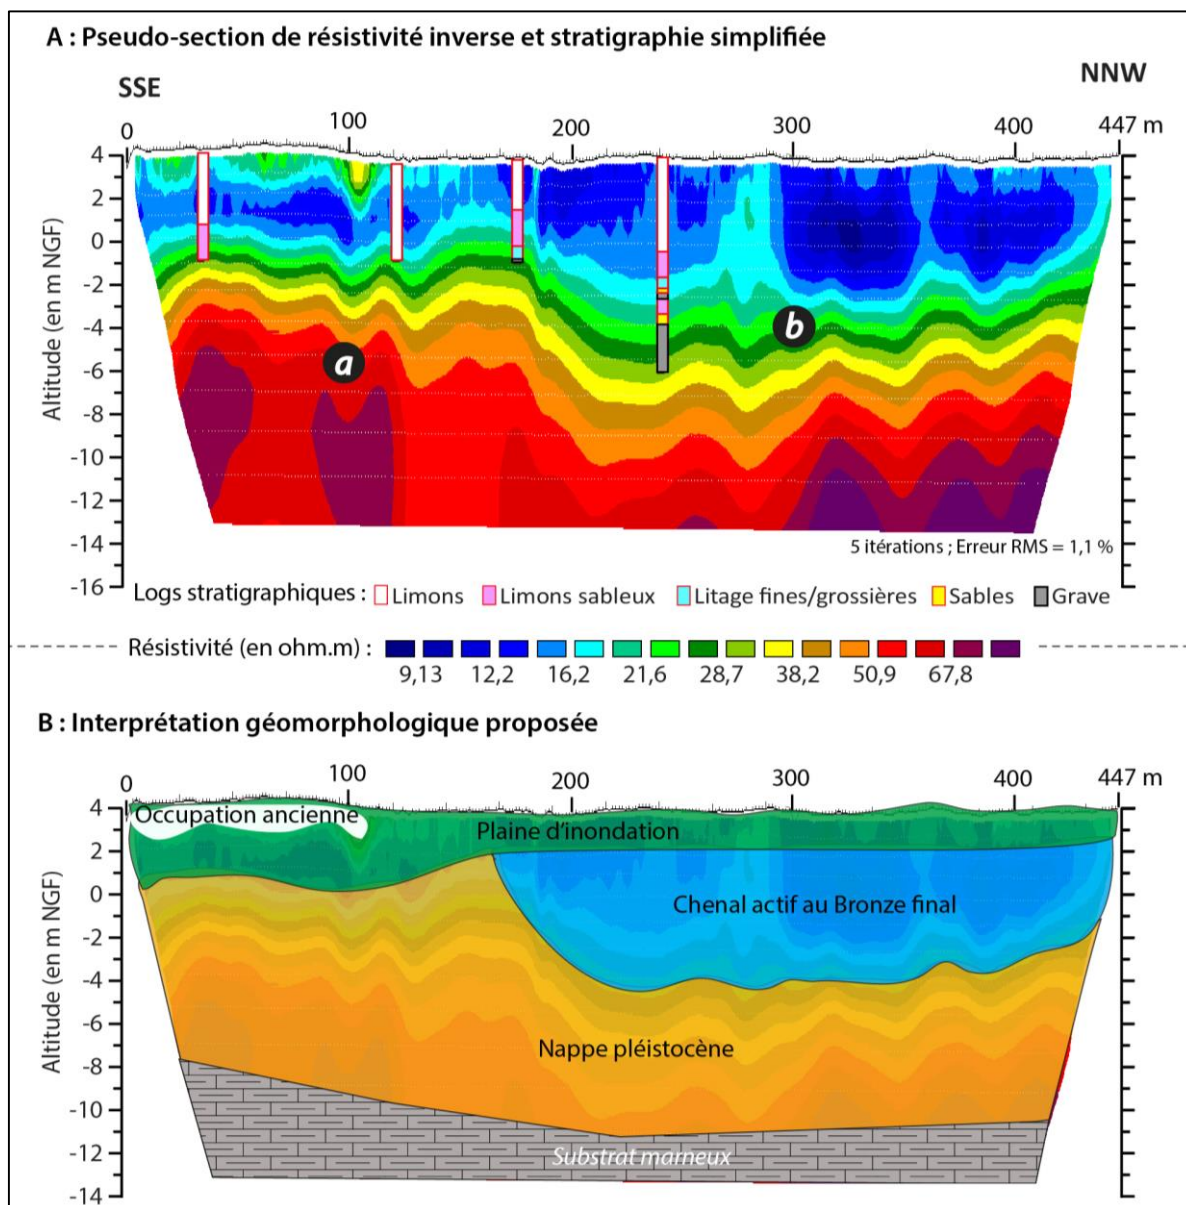 A : Pseudo-section de résistivité inverse et stratigraphie simplifiée
SSE
NNW
0 100 200 300 400 447 m
Altitude (en m NGF)
4
2
0
-2
-4
-6
-8
-10
-12
-14
-16
a
b
5 itérations ; Erreur RMS = 1,1 %
Logs stratigraphiques : Limons Limons sableux Litage fines/grossières Sables Grave
Résistivité (en ohm.m) :
9,13 12,2 16,2 21,6 28,7 38,2 50,9 67,8
B : Interprétation géomorphologique proposée
0 100 200 300 400 447 m
Altitude (en m NGF)
4
2
0
-2
-4
-6
-8
-10
-12
-14
Occupation ancienne
Plaine d'inondation
Chenal actif au Bronze final
Nappe pléistocène
Substrat marneux